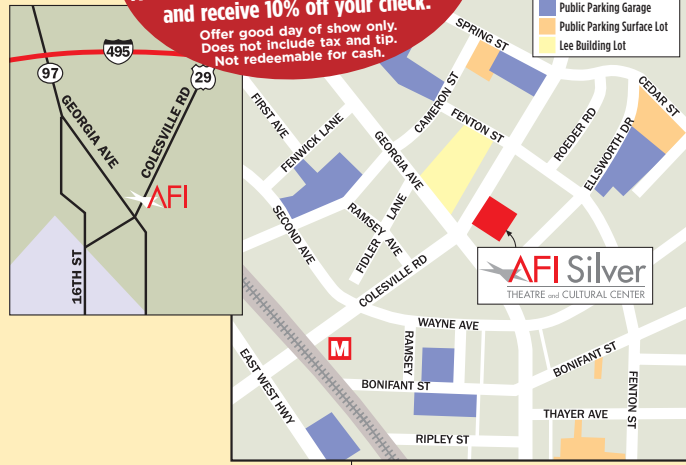 and receive 10% off your check.
Offer good day of show only.
Does not include tax and tip.
Not redeemable for cash.
Public Parking Garage
Public Parking Surface Lot
Lee Building Lot
495
97
29
GEORGIA AVE
COLESVILLE RD
AFI
16TH ST
SPRING ST
CEDAR ST
FIRST AVE
FENWICK LANE
GEORGIA AVE
CAMERON ST
FENTON ST
ROEDER RD
ELLSWORTH DR
SECOND AVE
RAMSEY AVE
FIDLER LANE
COLESVILLE RD
AFI Silver
THEATRE and CULTURAL CENTER
WAYNE AVE
M
RAMSEY
BONIFANT ST
BONIFANT ST
EAST WEST HWY
FENTON ST
THAYER AVE
RIPLEY ST